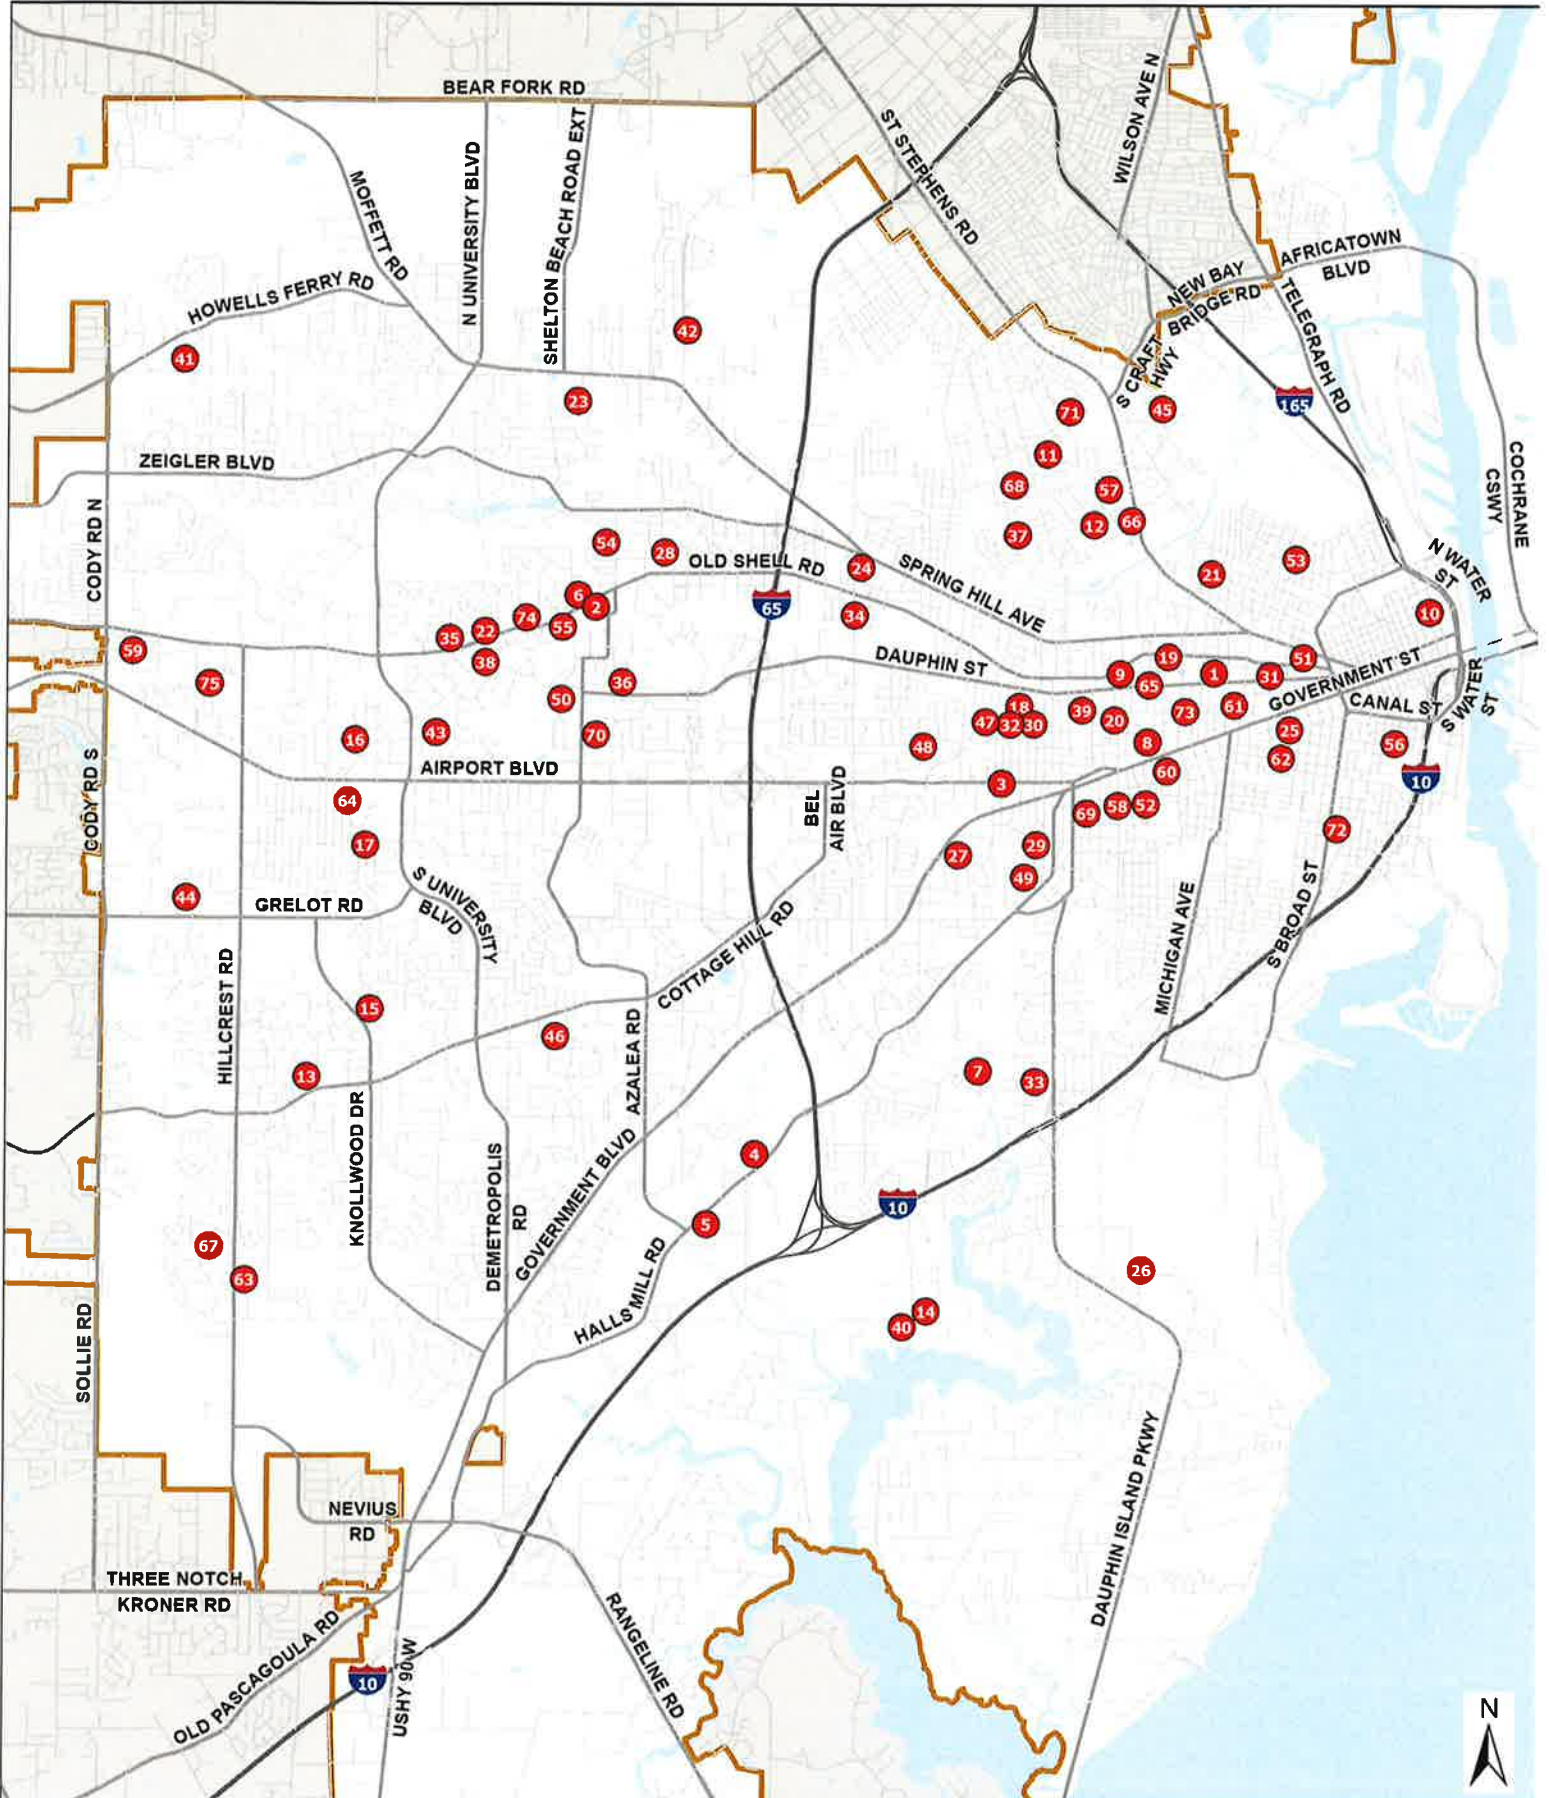 BEAR FORK RD
WILSON AVE N
ST STEPHENS RD
MOFFETT RD
N UNIVERSITY BLVD
SHELTON BEACH ROAD EXT
HOWELLS FERRY RD
AFRICATOWN
BLVD
NEW BAY
BRIDGE RD
TELEGRAPH RD
S CRAFT
HWY
42
41
23
165
71
45
COCHRANE
CSWY
ZEIGLER BLVD
11
68
57
12
66
37
CODY RD N
54
28
OLD SHELL RD
24
SPRING HILL AVE
21
53
N WATER
ST
65
6
2
10
34
74
55
35
22
38
59
75
DAUPHIN ST
19
9
65
1
31
51
GOVERNMENT ST
CANAL ST
S WATER
ST
36
50
70
43
16
18
47
32
30
39
20
73
61
25
62
56
48
8
60
10
CODY RD S
AIRPORT BLVD
3
BEL
AIR BLVD
64
17
69
58
52
72
27
29
49
44
GRELOT RD
S UNIVERSITY
BLVD
COTTAGE HILL RD
MICHIGAN AVE
S BROAD ST
HILLCREST RD
15
46
AZALEA RD
13
7
33
KNOLLWOOD DR
DEMETROPOLIS
RD
GOVERNMENT BLVD
4
5
10
67
63
26
HALLS MILL RD
14
40
SOLLIE RD
DAUPHIN ISLAND PKWY
NEVIUS
RD
THREE NOTCH
KRONER RD
OLD PASCAGOULA RD
10
USHY 90 W
RANGELINE RD
N